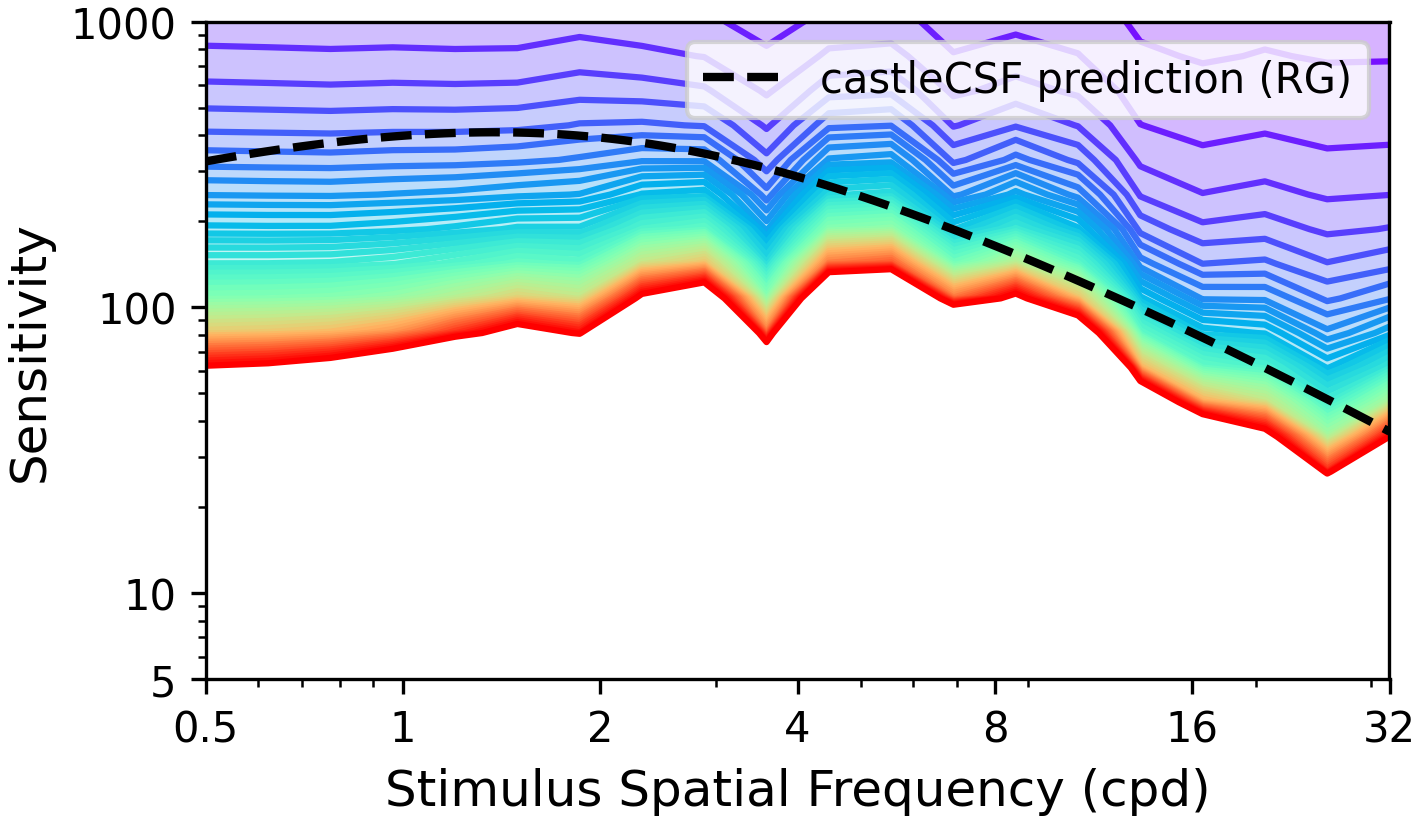 1000
100
10
5
Sensitivity
castleCSF prediction (RG)
0.5 1 2 4 8 16 32
Stimulus Spatial Frequency (cpd)